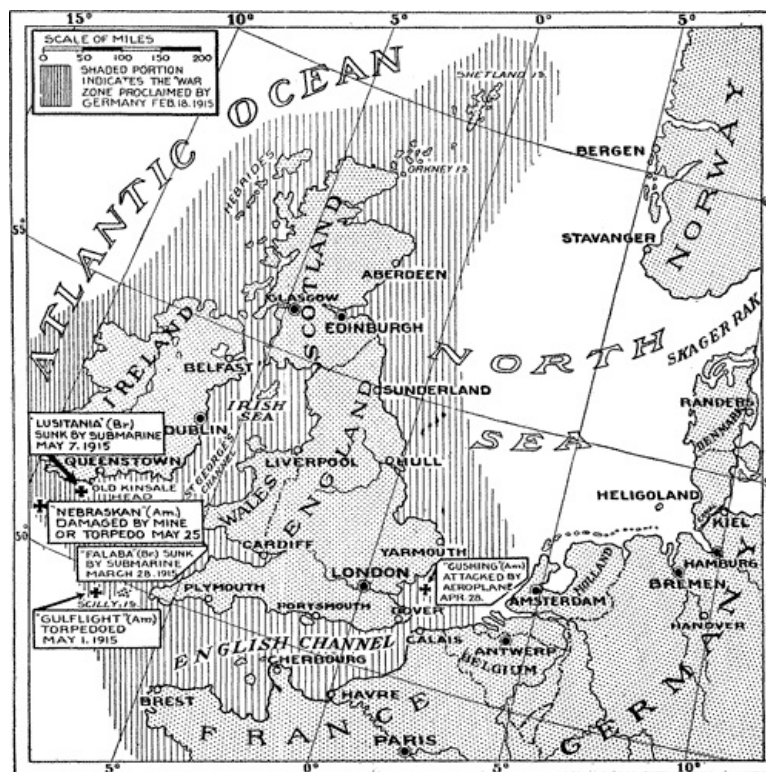 15°
10°
5°
0°
5°
SCALE OF MILES
0 50 100 150 200
SHADED PORTION
INDICATES THE "WAR
ZONE PROCLAIMED BY
GERMANY FEB.18.1915
ATLANTIC OCEAN
SHETLAND IS.
ORKNEY IS.
HEBRIDES
BERGEN
NORWAY
STAVANGER
55°
SCOTLAND
ABERDEEN
GLASGOW
EDINBURGH
NORTH
SEA
SKAGER RAK
IRELAND
BELFAST
SUNDERLAND
IRISH
SEA
RANDERS
DENMARK
"LUSITANIA" (Br)
SUNK BY SUBMARINE
MAY 7, 1915
DUBLIN
ST GEORGE'S
CHANNEL
QUEENSTOWN
LIVERPOOL
HULL
ENGLAND
WALES
OLD KINSALE
HEAD
HELIGOLAND
KIEL
"NEBRASKAN" (Am.)
DAMAGED BY MINE
OR TORPEDO MAY 25
50°
CARDIFF
YARMOUTH
HAMBURG
"FALABA" (Br) SUNK
BY SUBMARINE
MARCH 28, 1915
LONDON
"CUSHING" (Am)
ATTACKED BY
AEROPLANE
APR. 28.
HOLLAND
AMSTERDAM
BREMEN
SCILLY. IS.
PLYMOUTH
PORTSMOUTH
DOVER
HANOVER
"GULFLIGHT" (Am)
TORPEDOED
MAY 1, 1915
ENGLISH CHANNEL
CALAIS
ANTWERP
BELGIUM
GERMANY
CHERBOURG
BREST
HAVRE
FRANCE
PARIS
5°
0°
5°
10°